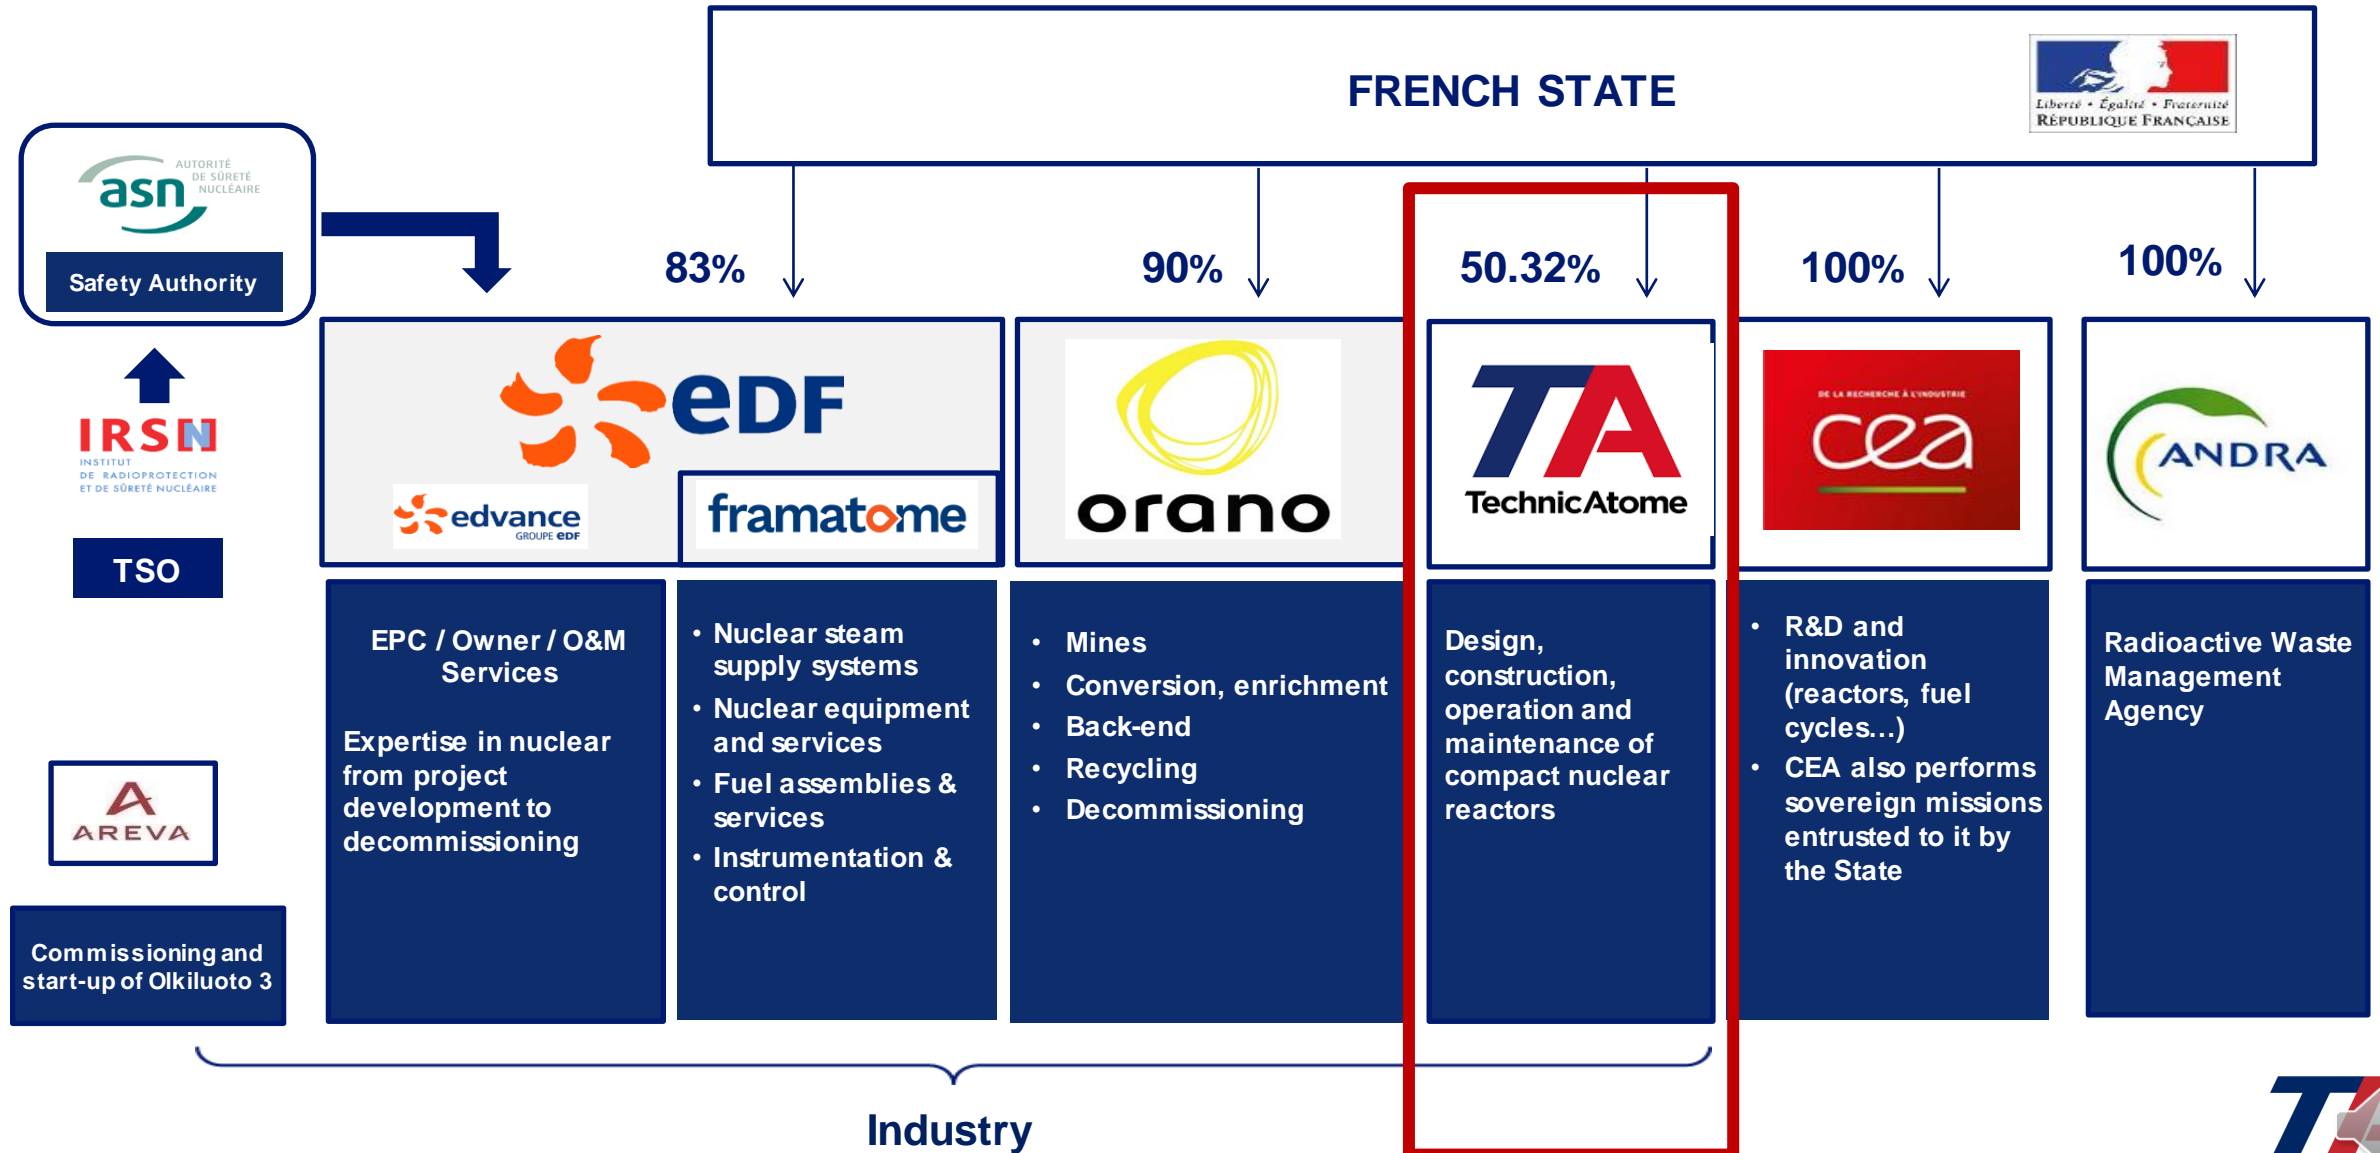 FRENCH STATE
Liberté • Égalité • Fraternité
RÉPUBLIQUE FRANÇAISE
asn
AUTORITÉ
DE SÛRETÉ
NUCLÉAIRE
Safety Authority
IRSN
INSTITUT
DE RADIOPROTECTION
ET DE SÛRETÉ NUCLÉAIRE
TSO
A
AREVA
Commissioning and
start-up of Olkiluoto 3
83%
eDF
edvance
GROUPE eDF
framatome
EPC / Owner / O&M
Services
Expertise in nuclear
from project
development to
decommissioning
• Nuclear steam
supply systems
• Nuclear equipment
and services
• Fuel assemblies &
services
• Instrumentation &
control
90%
orano
• Mines
• Conversion, enrichment
• Back-end
• Recycling
• Decommissioning
50.32%
TA
TechnicAtome
Design,
construction,
operation and
maintenance of
compact nuclear
reactors
100%
DE LA RECHERCHE À L'INDUSTRIE
cea
• R&D and
innovation
(reactors, fuel
cycles...)
• CEA also performs
sovereign missions
entrusted to it by
the State
100%
ANDRA
Radioactive Waste
Management
Agency
Industry
TA